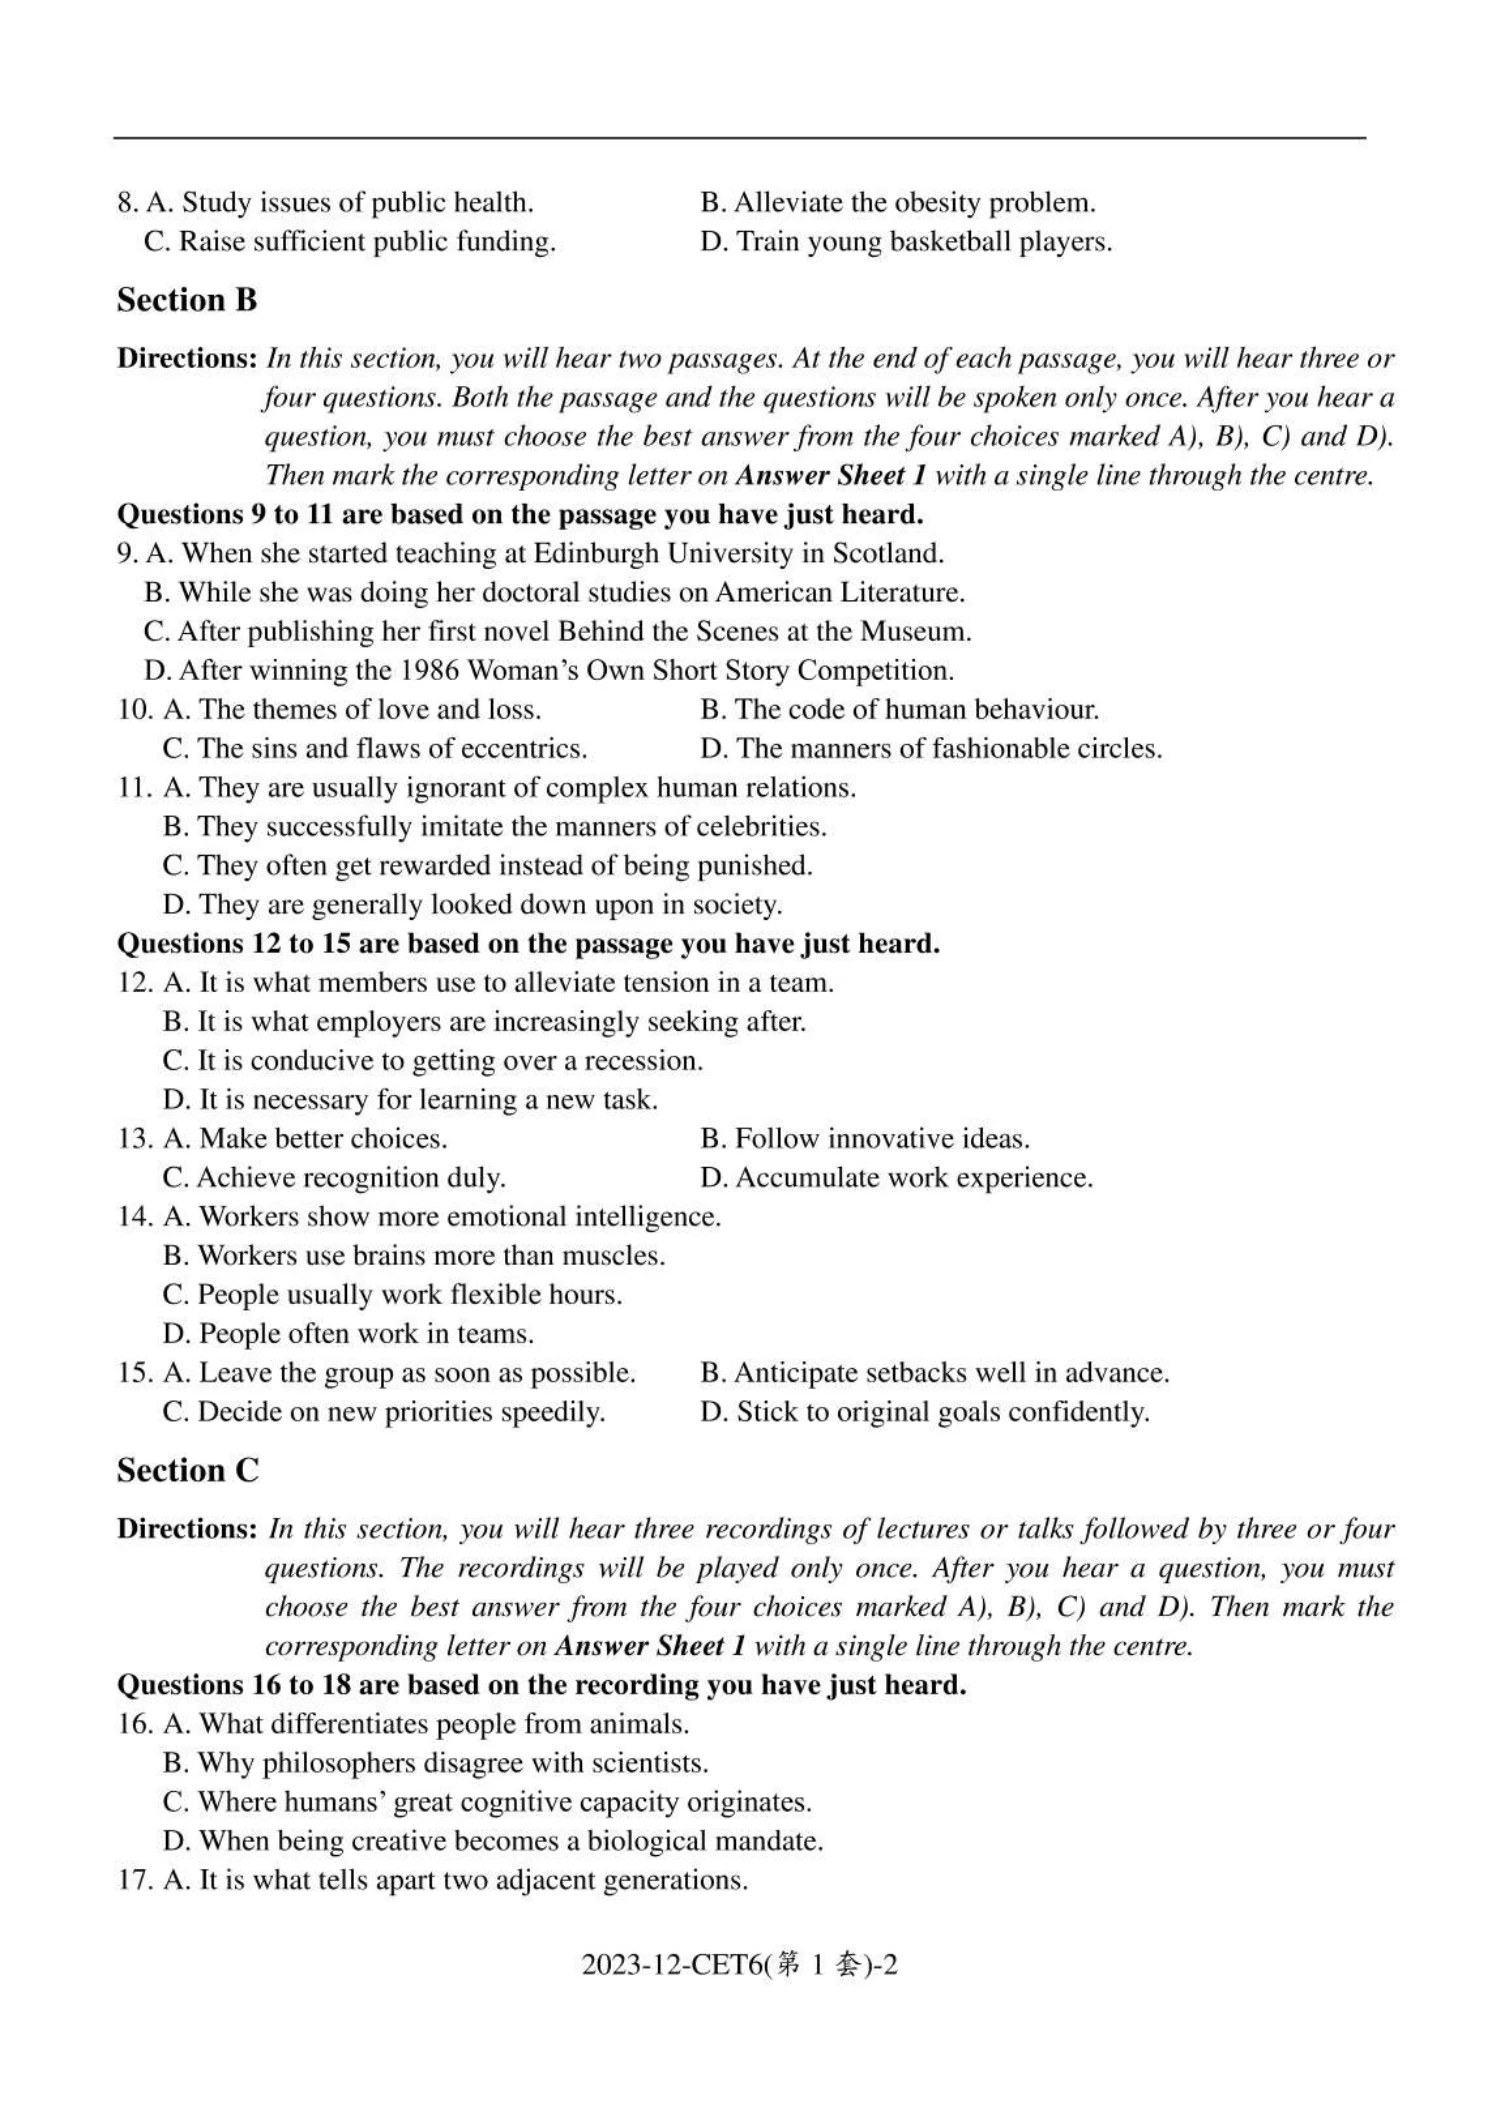 8. A. Study issues of public health. B. Alleviate the obesity problem.
C. Raise sufficient public funding. D. Train young basketball players.
Section B
Directions: In this section, you will hear two passages. At the end of each passage, you will hear three or
four questions. Both the passage and the questions will be spoken only once. After you hear a
question, you must choose the best answer from the four choices marked A), B), C) and D).
Then mark the corresponding letter on Answer Sheet 1 with a single line through the centre.
Questions 9 to 11 are based on the passage you have just heard.
9. A. When she started teaching at Edinburgh University in Scotland.
B. While she was doing her doctoral studies on American Literature.
C. After publishing her first novel Behind the Scenes at the Museum.
D. After winning the 1986 Woman's Own Short Story Competition.
10. A. The themes of love and loss. B. The code of human behaviour.
C. The sins and flaws of eccentrics. D. The manners of fashionable circles.
11. A. They are usually ignorant of complex human relations.
B. They successfully imitate the manners of celebrities.
C. They often get rewarded instead of being punished.
D. They are generally looked down upon in society.
Questions 12 to 15 are based on the passage you have just heard.
12. A. It is what members use to alleviate tension in a team.
B. It is what employers are increasingly seeking after.
C. It is conducive to getting over a recession.
D. It is necessary for learning a new task.
13. A. Make better choices. B. Follow innovative ideas.
C. Achieve recognition duly. D. Accumulate work experience.
14. A. Workers show more emotional intelligence.
B. Workers use brains more than muscles.
C. People usually work flexible hours.
D. People often work in teams.
15. A. Leave the group as soon as possible. B. Anticipate setbacks well in advance.
C. Decide on new priorities speedily. D. Stick to original goals confidently.
Section C
Directions: In this section, you will hear three recordings of lectures or talks followed by three or four
questions. The recordings will be played only once. After you hear a question, you must
choose the best answer from the four choices marked A), B), C) and D). Then mark the
corresponding letter on Answer Sheet 1 with a single line through the centre.
Questions 16 to 18 are based on the recording you have just heard.
16. A. What differentiates people from animals.
B. Why philosophers disagree with scientists.
C. Where humans' great cognitive capacity originates.
D. When being creative becomes a biological mandate.
17. A. It is what tells apart two adjacent generations.
2023-12-CET6(第 1 套)-2